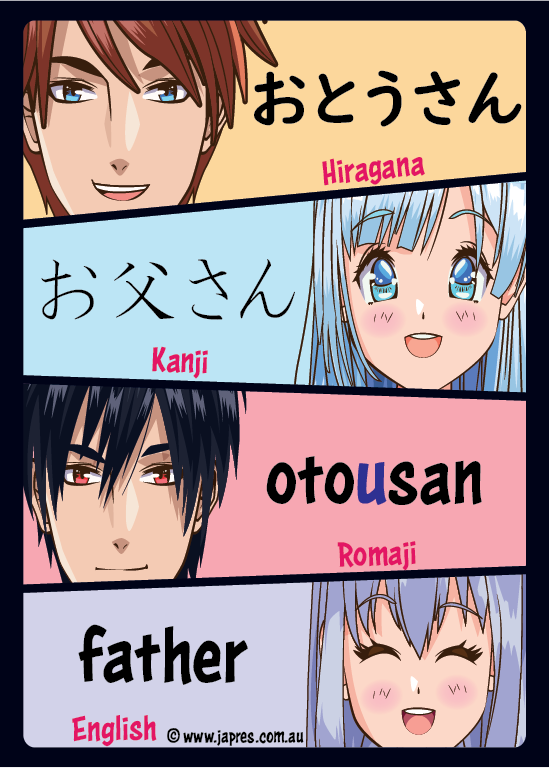 おとうさん
Hiragana
お父さん
Kanji
otousan
Romaji
father
English © www.japres.com.au